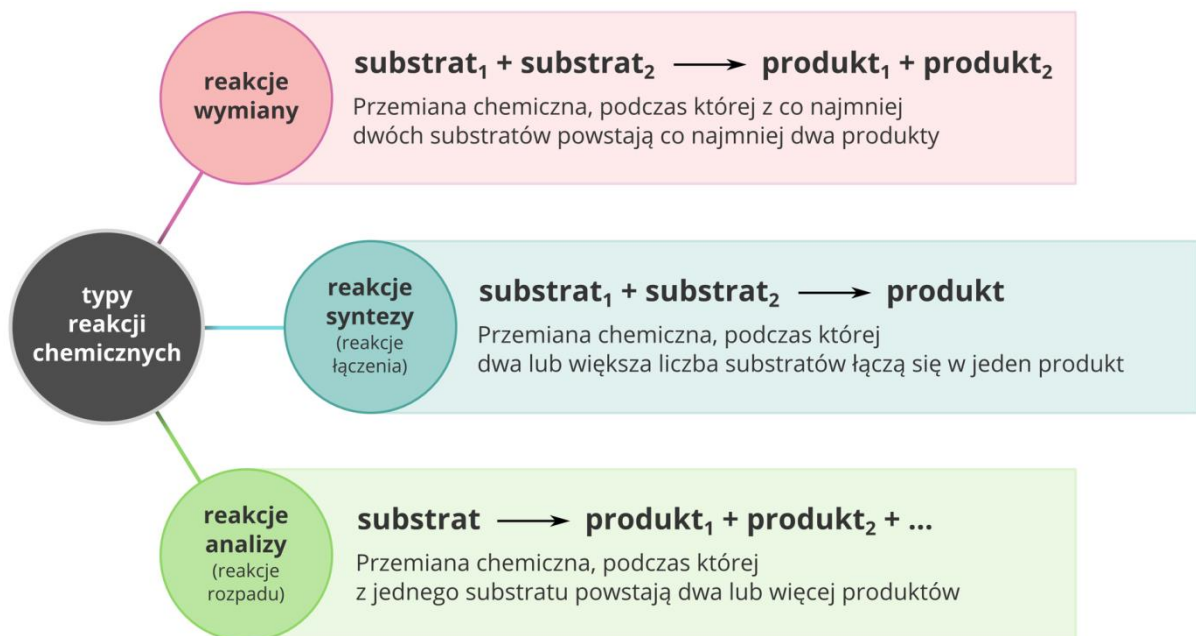 reakcje
wymiany
substrat₁ + substrat₂ ⟶ produkt₁ + produkt₂
Przemiana chemiczna, podczas której z co najmniej
dwóch substratów powstają co najmniej dwa produkty
typy
reakcji
chemicznych
reakcje
syntezy
(reakcje
łączenia)
substrat₁ + substrat₂ ⟶ produkt
Przemiana chemiczna, podczas której
dwa lub większa liczba substratów łączą się w jeden produkt
reakcje
analizy
(reakcje
rozpadu)
substrat ⟶ produkt₁ + produkt₂ + ...
Przemiana chemiczna, podczas której
z jednego substratu powstają dwa lub więcej produktów